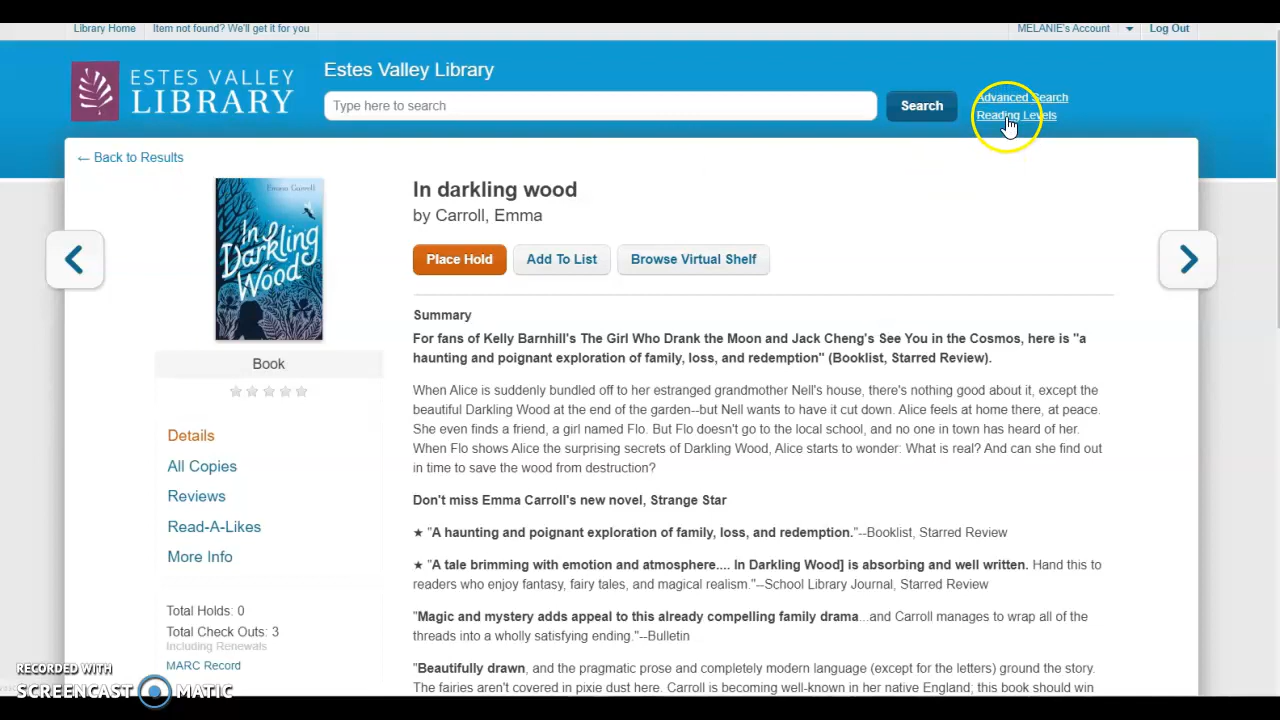 Library Home
Item not found? We'll get it for you
MELANIE's Account
Log Out
ESTES VALLEY
LIBRARY
Estes Valley Library
Type here to search
Search
Advanced Search
Reading Levels
← Back to Results
Emma Carroll
In
Darkling
Wood
In darkling wood
by Carroll, Emma
Place Hold
Add To List
Browse Virtual Shelf
Book
Details
All Copies
Reviews
Read-A-Likes
More Info
Total Holds: 0
Total Check Outs: 3
Including Renewals
MARC Record
Summary
For fans of Kelly Barnhill's The Girl Who Drank the Moon and Jack Cheng's See You in the Cosmos, here is "a
haunting and poignant exploration of family, loss, and redemption" (Booklist, Starred Review).
When Alice is suddenly bundled off to her estranged grandmother Nell's house, there's nothing good about it, except the
beautiful Darkling Wood at the end of the garden--but Nell wants to have it cut down. Alice feels at home there, at peace.
She even finds a friend, a girl named Flo. But Flo doesn't go to the local school, and no one in town has heard of her.
When Flo shows Alice the surprising secrets of Darkling Wood, Alice starts to wonder: What is real? And can she find out
in time to save the wood from destruction?
Don't miss Emma Carroll's new novel, Strange Star
★ "A haunting and poignant exploration of family, loss, and redemption."--Booklist, Starred Review
★ "A tale brimming with emotion and atmosphere.... In Darkling Wood] is absorbing and well written. Hand this to
readers who enjoy fantasy, fairy tales, and magical realism."--School Library Journal, Starred Review
"Magic and mystery adds appeal to this already compelling family drama...and Carroll manages to wrap all of the
threads into a wholly satisfying ending."--Bulletin
"Beautifully drawn, and the pragmatic prose and completely modern language (except for the letters) ground the story.
The fairies aren't covered in pixie dust here. Carroll is becoming well-known in her native England; this book should win
RECORDED WITH
SCREENCAST MATIC